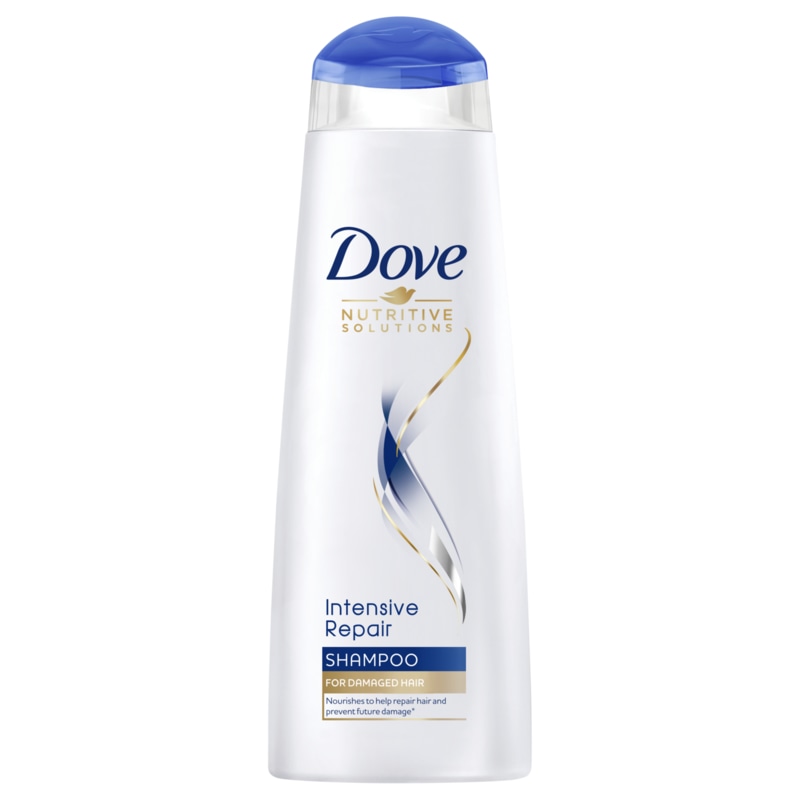 Dove
NUTRITIVE
SOLUTIONS
Intensive
Repair
SHAMPOO
FOR DAMAGED HAIR
Nourishes to help repair hair and
prevent future damage*